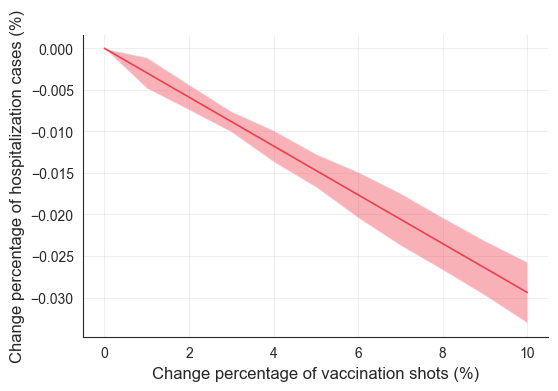 Change percentage of hospitalization cases (%)
0.000
−0.005
−0.010
−0.015
−0.020
−0.025
−0.030
0 2 4 6 8 10
Change percentage of vaccination shots (%)